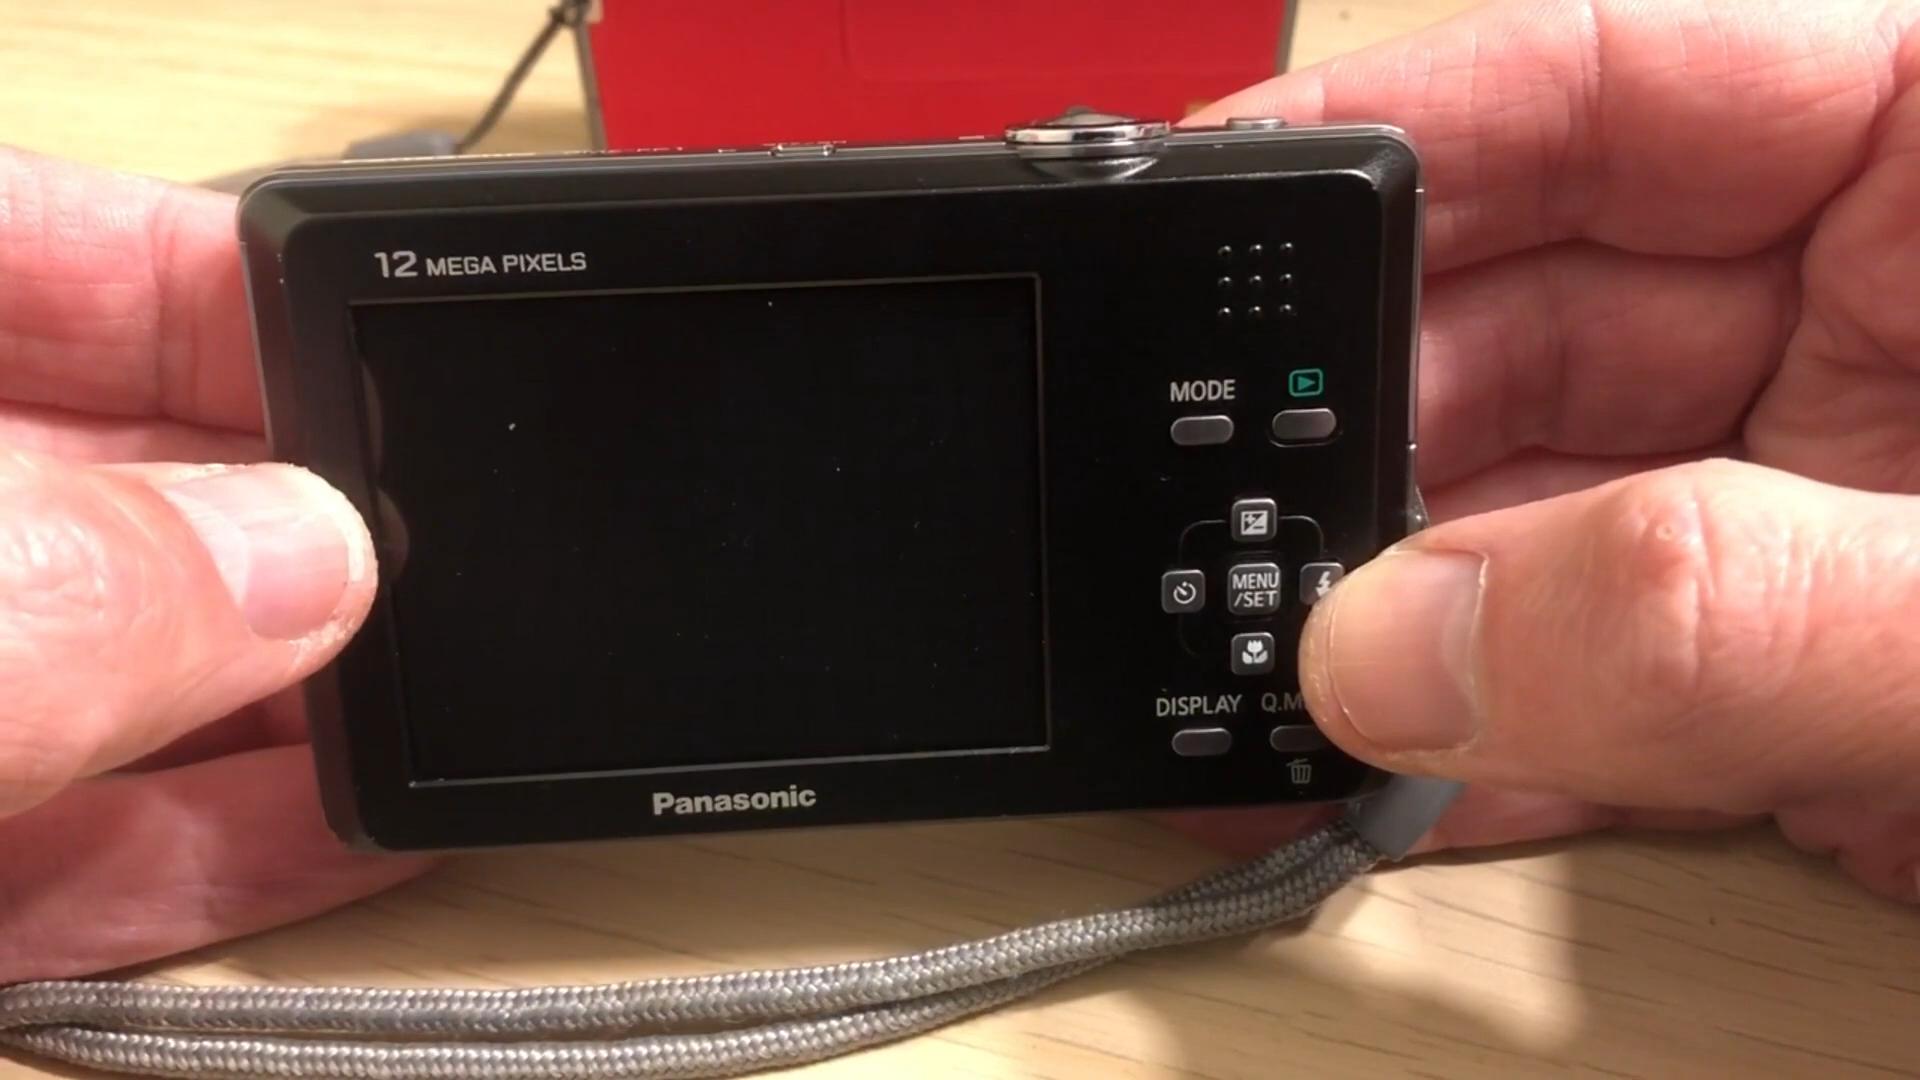 12 MEGA PIXELS
MODE
MENU
/SET
DISPLAY Q.M
Panasonic